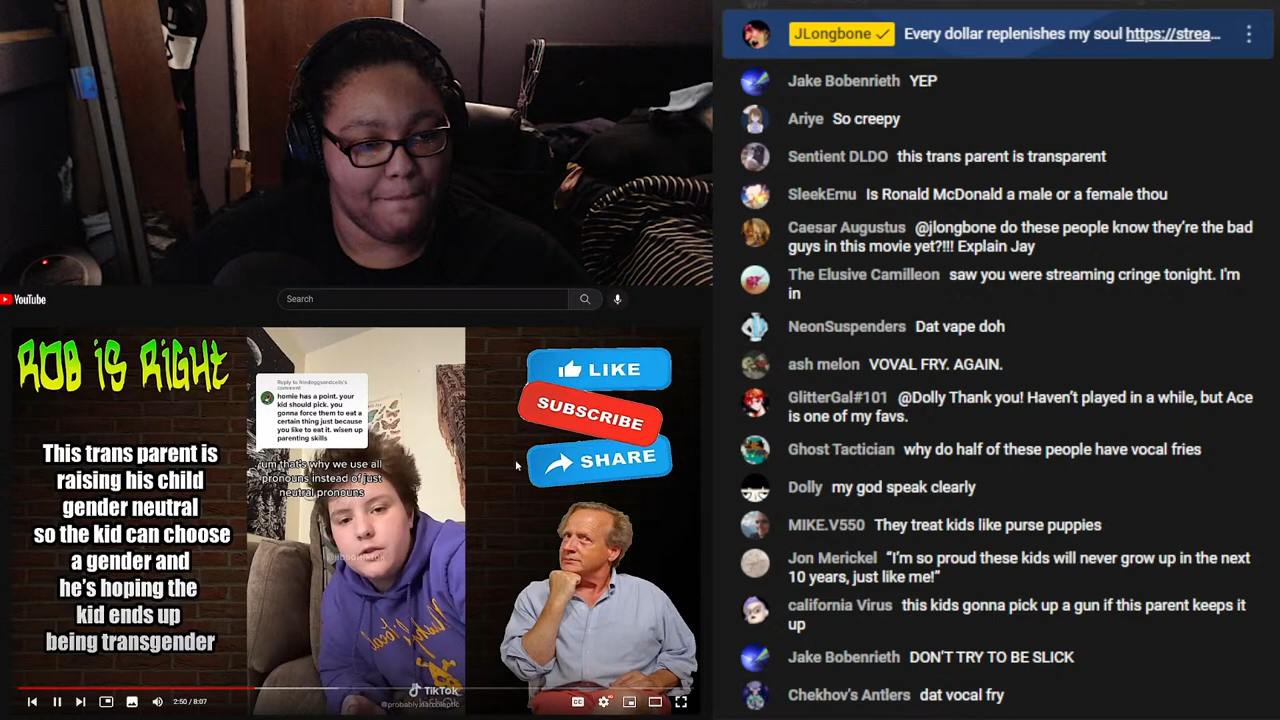 JLongbone Every dollar replenishes my soul https://strea...
Jake Bobenrieth YEP
Ariye So creepy
Sentient DLDO this trans parent is transparent
SleekEmu Is Ronald McDonald a male or a female thou
Caesar Augustus @jlongbone do these people know they're the bad
guys in this movie yet?!!! Explain Jay
The Elusive Camilleon saw you were streaming cringe tonight. I'm
in
NeonSuspenders Dat vape doh
ash melon VOVAL FRY. AGAIN.
GlitterGal#101 @Dolly Thank you! Haven't played in a while, but Ace
is one of my favs.
Ghost Tactician why do half of these people have vocal fries
Dolly my god speak clearly
MIKE.V550 They treat kids like purse puppies
Jon Merickel “I'm so proud these kids will never grow up in the next
10 years, just like me!”
california Virus this kids gonna pick up a gun if this parent keeps it
up
Jake Bobenrieth DON'T TRY TO BE SLICK
Chekhov's Antlers dat vocal fry
YouTube
Search
ROB iS RiGHT
This trans parent is
raising his child
gender neutral
so the kid can choose
a gender and
he's hoping the
kid ends up
being transgender
Reply to friedeggsandcells's
comment
homie has a point. your
kid should pick. you
gonna force them to eat a
certain thing just because
you like to eat it. wisen up
parenting skills
um that's why we use all
pronouns instead of just
neutral pronouns
TikTok
@probably.narcoleptic
LIKE
SUBSCRIBE
SHARE
2:50 / 8:07
CC